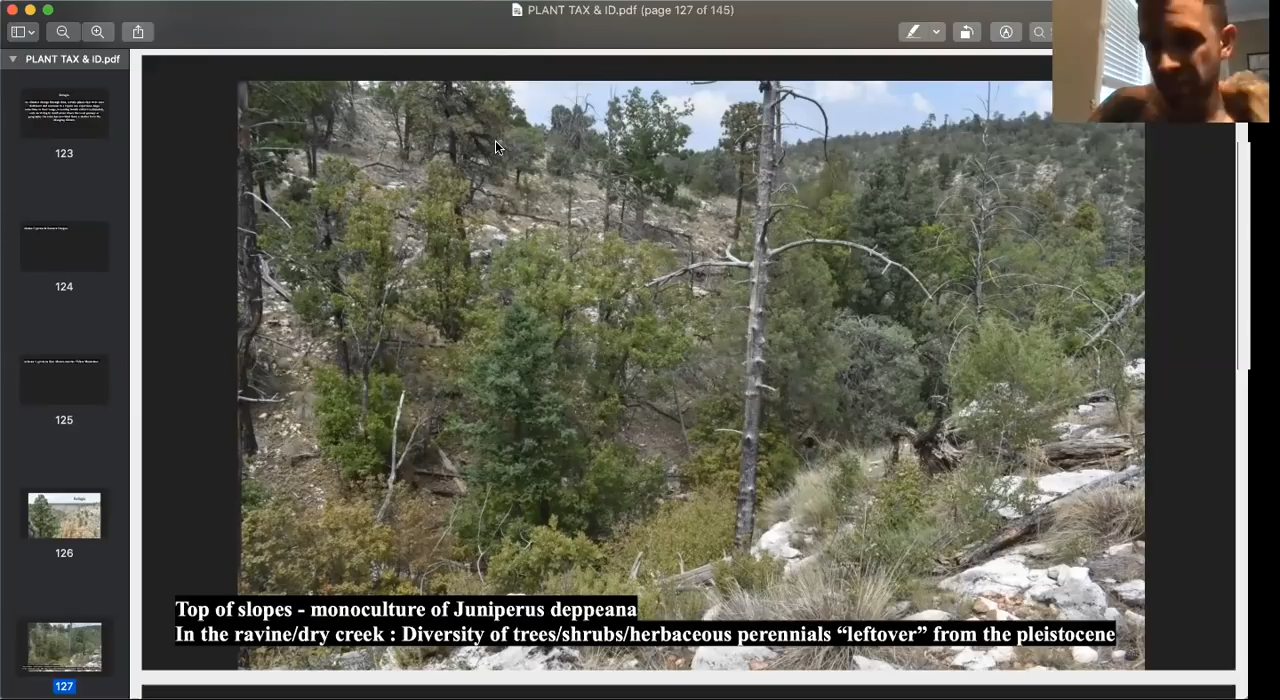 PLANT TAX & ID.pdf (page 127 of 145)
PLANT TAX & ID.pdf
123
124
125
126
127
Top of slopes - monoculture of Juniperus deppeana
In the ravine/dry creek : Diversity of trees/shrubs/herbaceous perennials “leftover” from the pleistocene